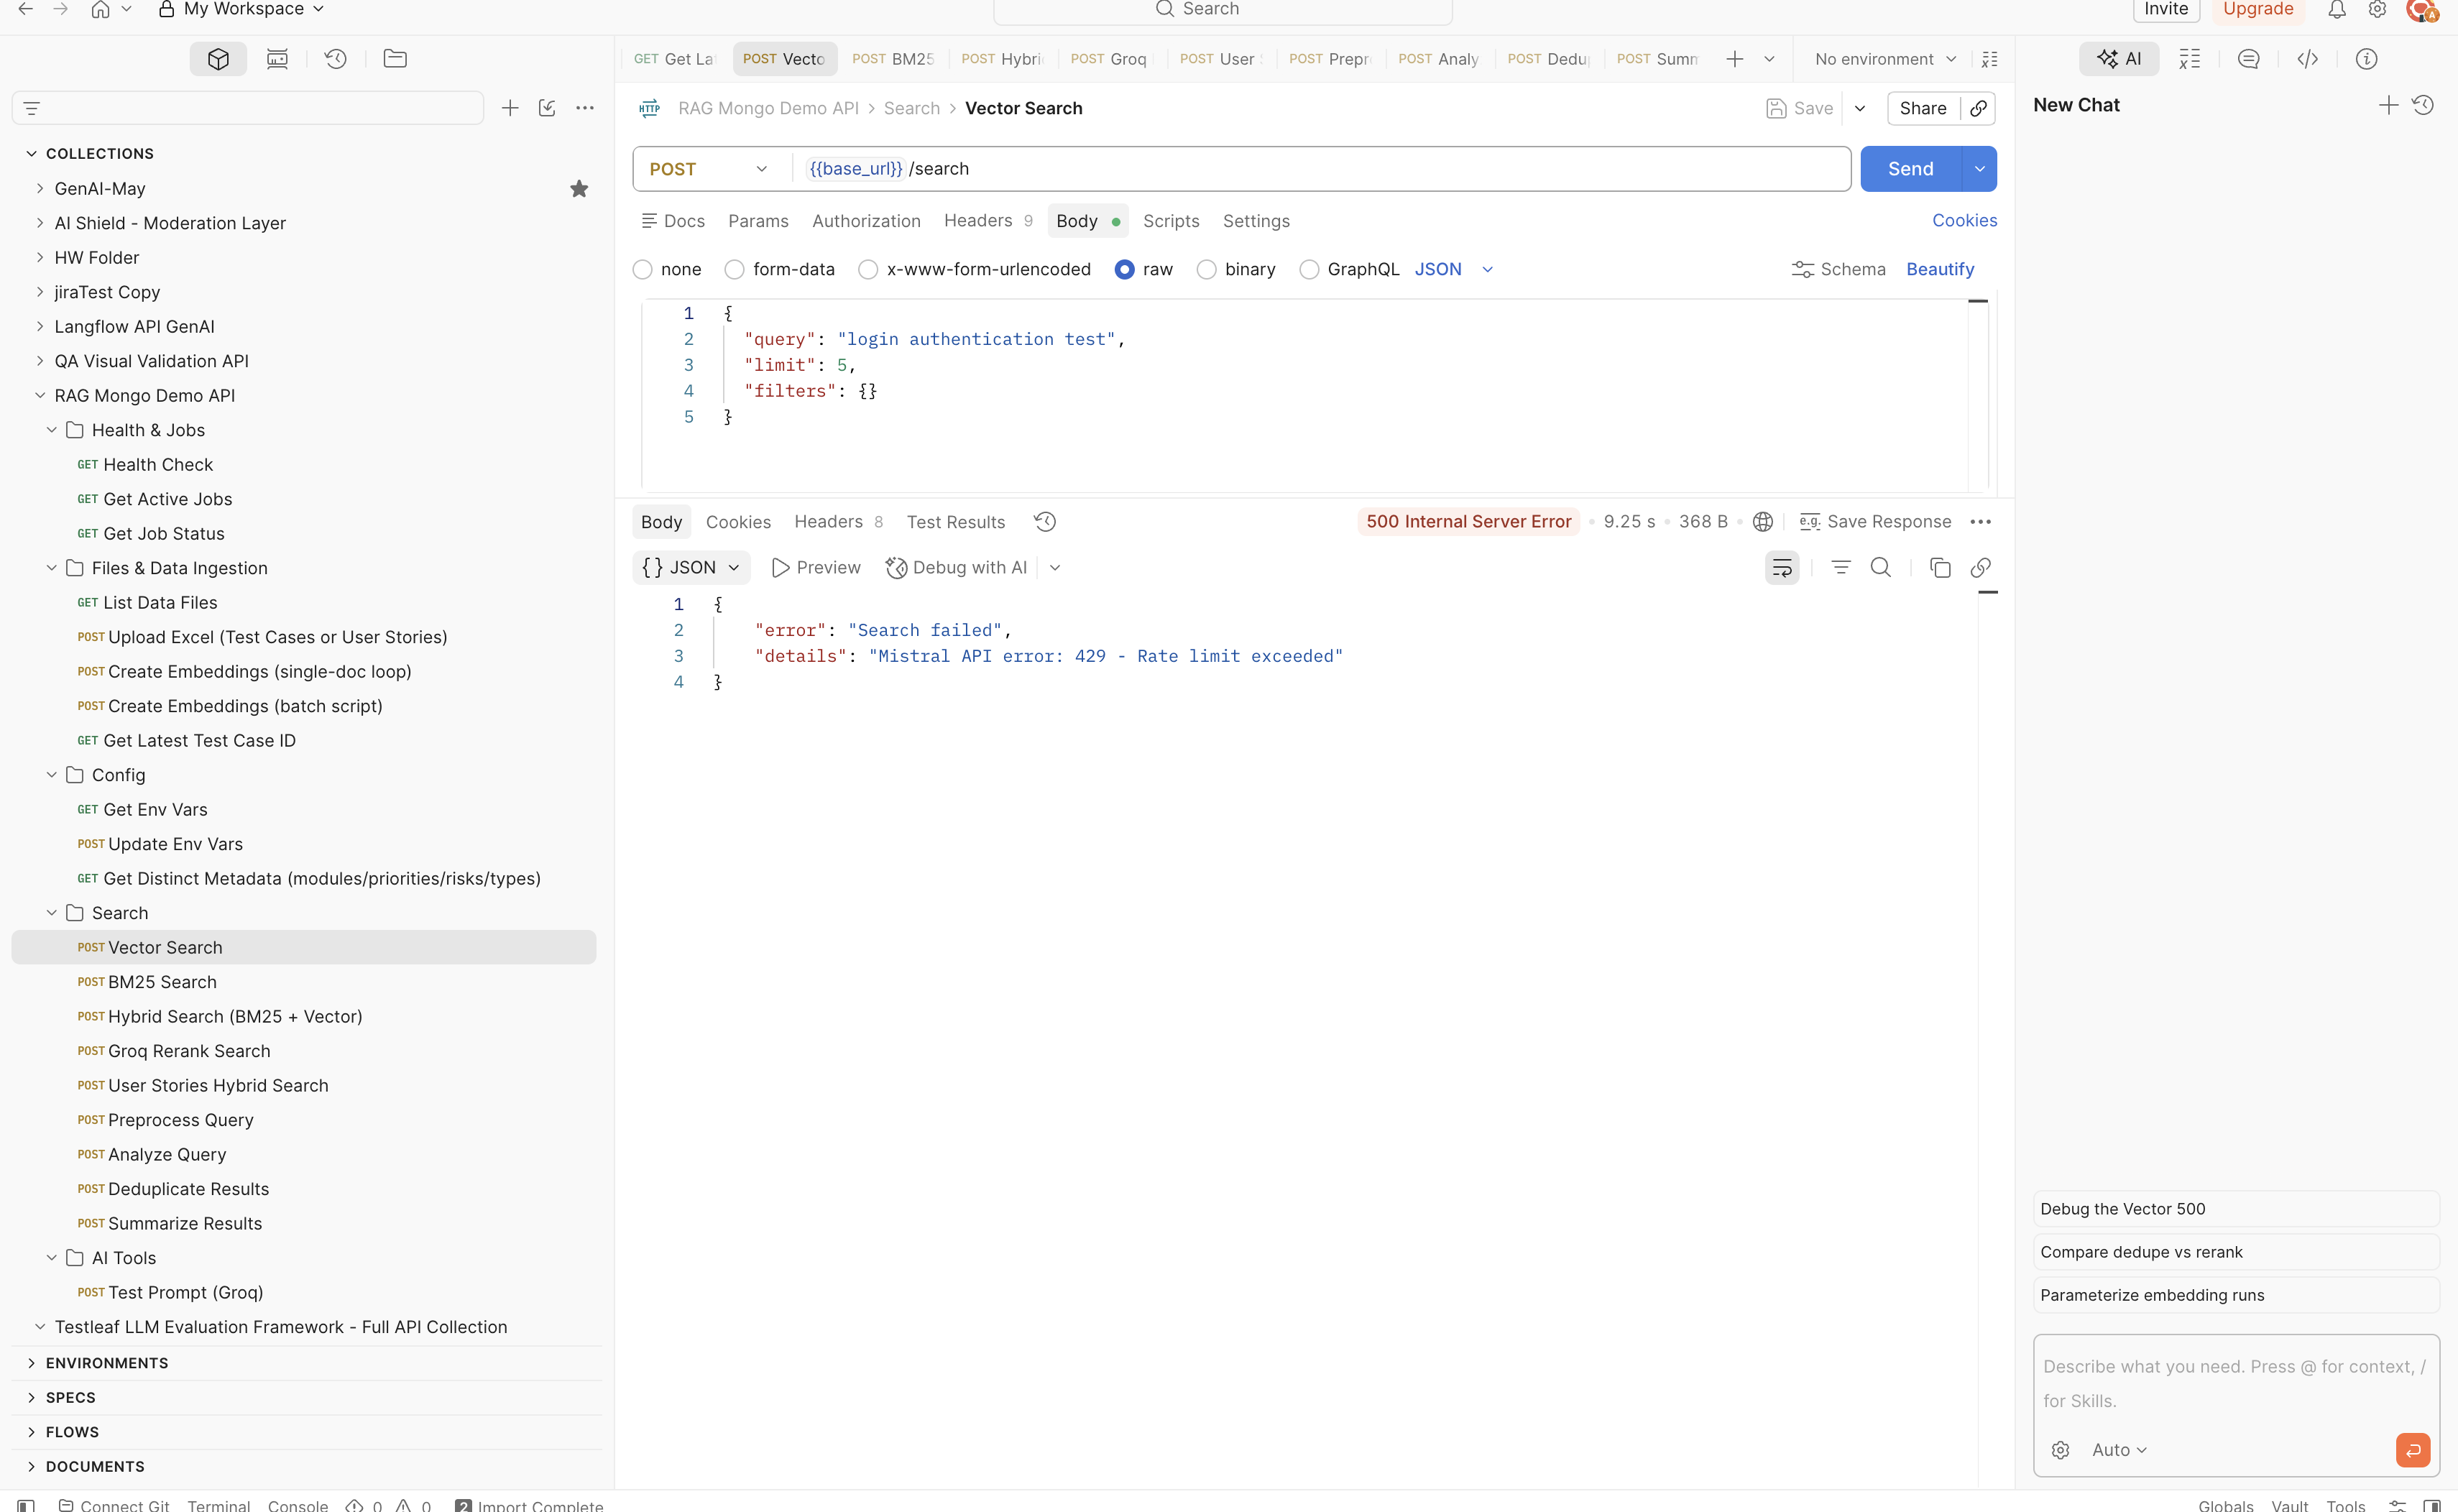 My Workspace
Search
Invite
Upgrade
GET Get La
POST Vecto
POST BM25
POST Hybri
POST Groq
POST User
POST Prepr
POST Analy
POST Dedu
POST Summ
No environment
AI
COLLECTIONS
GenAI-May
AI Shield - Moderation Layer
HW Folder
jiraTest Copy
Langflow API GenAI
QA Visual Validation API
RAG Mongo Demo API
Health & Jobs
GET Health Check
GET Get Active Jobs
GET Get Job Status
Files & Data Ingestion
GET List Data Files
POST Upload Excel (Test Cases or User Stories)
POST Create Embeddings (single-doc loop)
POST Create Embeddings (batch script)
GET Get Latest Test Case ID
Config
GET Get Env Vars
POST Update Env Vars
GET Get Distinct Metadata (modules/priorities/risks/types)
Search
POST Vector Search
POST BM25 Search
POST Hybrid Search (BM25 + Vector)
POST Groq Rerank Search
POST User Stories Hybrid Search
POST Preprocess Query
POST Analyze Query
POST Deduplicate Results
POST Summarize Results
AI Tools
POST Test Prompt (Groq)
Testleaf LLM Evaluation Framework - Full API Collection
ENVIRONMENTS
SPECS
FLOWS
DOCUMENTS
HTTP RAG Mongo Demo API > Search > Vector Search
Save
Share
POST {{base_url}} /search
Send
Docs Params Authorization Headers 9 Body Scripts Settings
Cookies
none form-data x-www-form-urlencoded raw binary GraphQL JSON
Schema Beautify
1 {
2 "query": "login authentication test",
3 "limit": 5,
4 "filters": {}
5 }
Body Cookies Headers 8 Test Results
500 Internal Server Error • 9.25 s • 368 B • e.g. Save Response
{} JSON Preview Debug with AI
1 {
2 "error": "Search failed",
3 "details": "Mistral API error: 429 - Rate limit exceeded"
4 }
New Chat
Debug the Vector 500
Compare dedupe vs rerank
Parameterize embedding runs
Describe what you need. Press @ for context, /
for Skills.
Auto
Connect Git Terminal Console 0 0 2 Import Complete
Globals Vault Tools